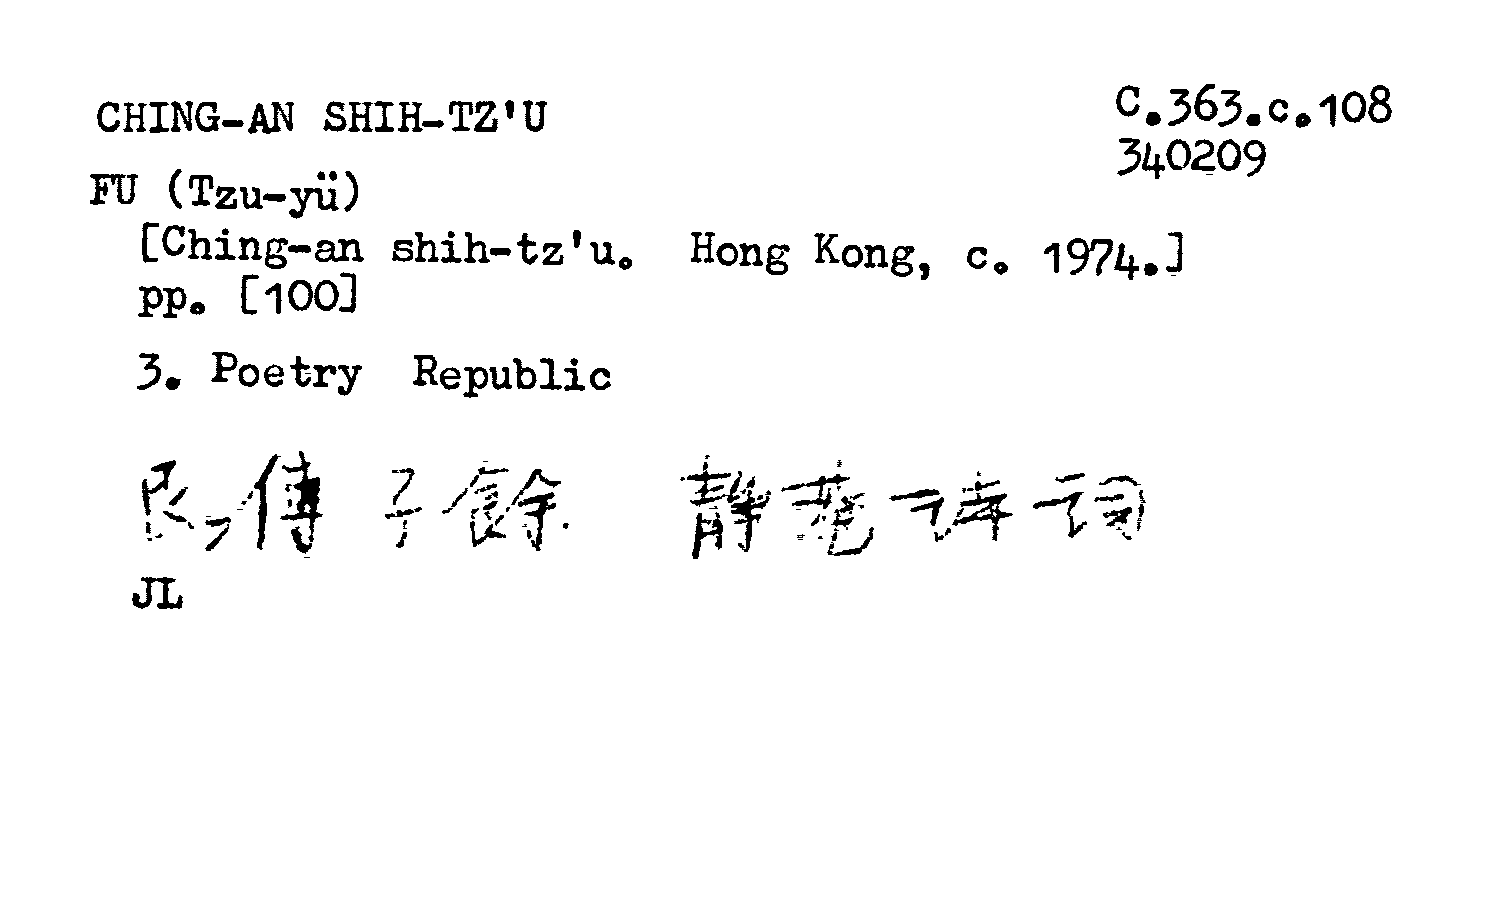 CHING-AN SHIH-TZ'U C.363.c.108
340209
FU (Tzu-yü)
[Ching-an shih-tz'u. Hong Kong, c. 1974.]
pp. [100]
3. Poetry Republic
民,傅 子餘. 靜菴詩詞
JL